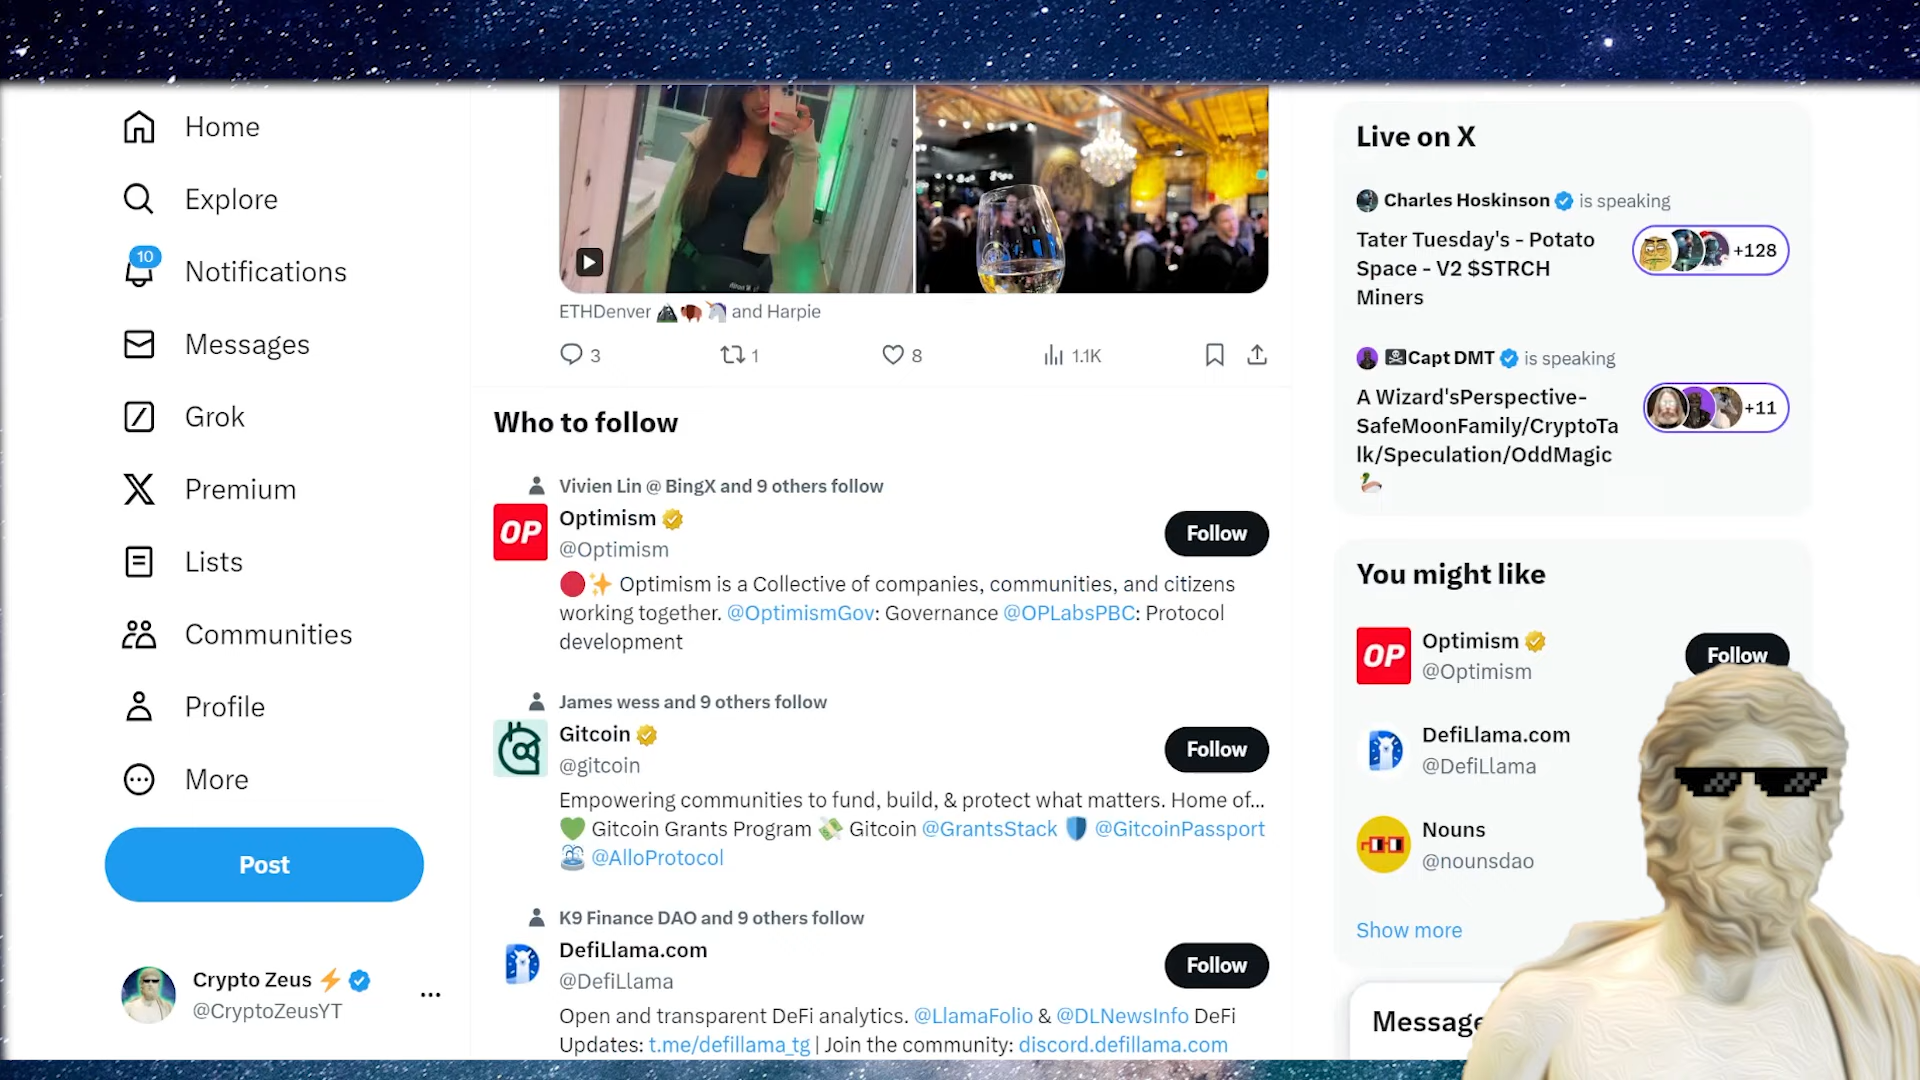 Home
Explore
10
Notifications
Messages
Grok
Premium
Lists
Communities
Profile
More
Post
Crypto Zeus⚡
@CryptoZeusYT
ETHDenver ⛰️🦬🦄 and Harpie
3
1
8
1.1K
Who to follow
Vivien Lin @ BingX and 9 others follow
OP
Optimism
@Optimism
Follow
🔴✨ Optimism is a Collective of companies, communities, and citizens
working together. @OptimismGov: Governance @OPLabsPBC: Protocol
development
James wess and 9 others follow
Gitcoin
@gitcoin
Follow
Empowering communities to fund, build, & protect what matters. Home of...
💚 Gitcoin Grants Program 💸 Gitcoin @GrantsStack 🛡️ @GitcoinPassport
⛲ @AlloProtocol
K9 Finance DAO and 9 others follow
DefiLlama.com
@DefiLlama
Follow
Open and transparent DeFi analytics. @LlamaFolio & @DLNewsInfo DeFi
Updates: t.me/defillama_tg | Join the community: discord.defillama.com
Live on X
Charles Hoskinson is speaking
Tater Tuesday's - Potato
Space - V2 $STRCH
Miners
+128
🏴‍☠️Capt DMT is speaking
A Wizard'sPerspective-
SafeMoonFamily/CryptoTa
lk/Speculation/OddMagic
🦆
+11
You might like
OP
Optimism
@Optimism
Follow
DefiLlama.com
@DefiLlama
Nouns
@nounsdao
Show more
Message